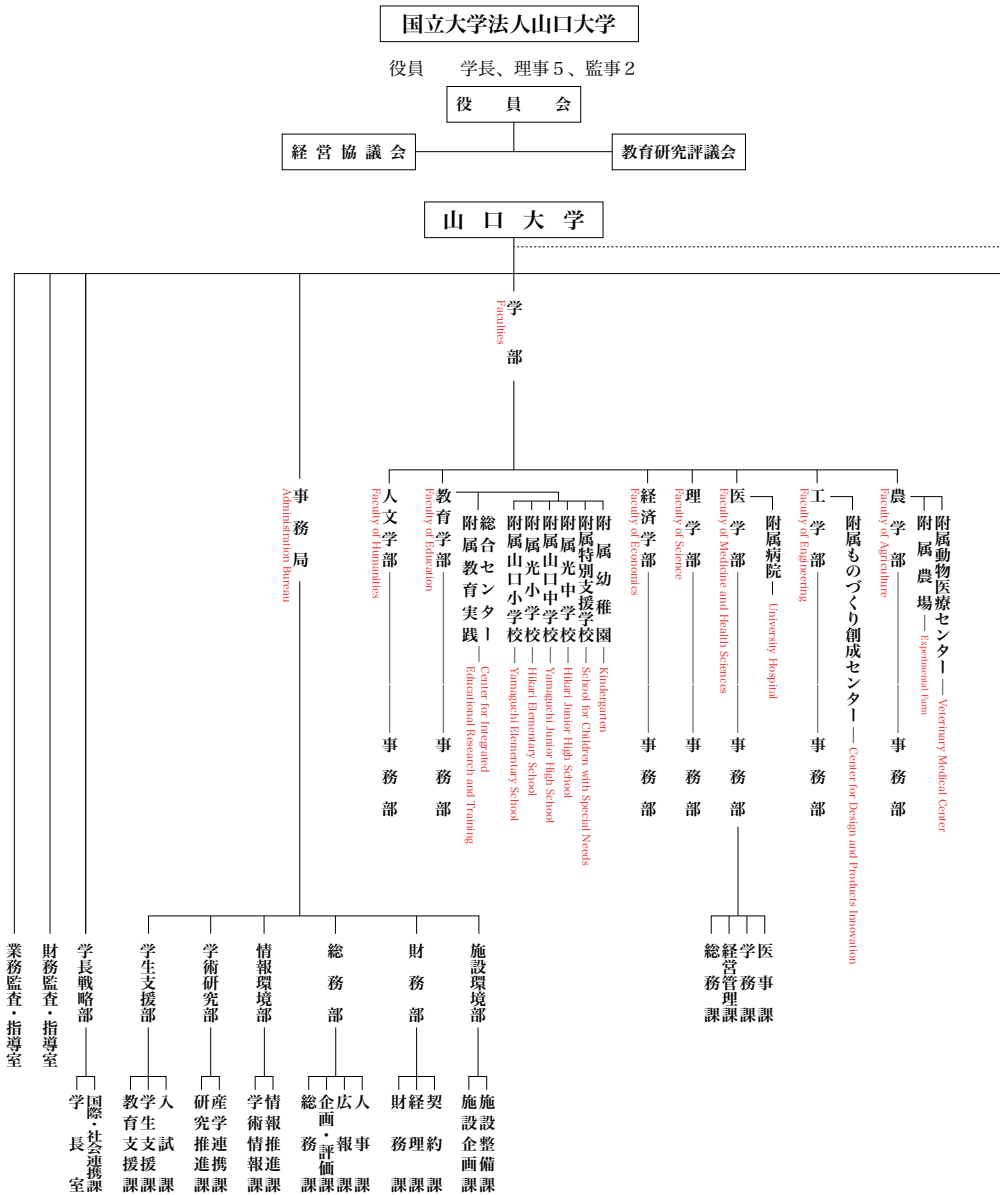 国立大学法人山口大学
役員　学長、理事５、監事２
役員会
経営協議会
教育研究評議会
山口大学
学部
Faculties
事務局
Administration Bureau
人文学部
Faculty of Humanities
事務部
教育学部
Faculty of Education
事務部
附属教育実践
総合センター
Center for Integrated
Educational Research and Training
附属山口小学校
Yamaguchi Elementary School
附属光小学校
Hikari Elementary School
附属山口中学校
Yamaguchi Junior High School
附属光中学校
Hikari Junior High School
附属特別支援学校
School for Children with Special Needs
附属幼稚園
Kindergarten
経済学部
Faculty of Economics
事務部
理学部
Faculty of Science
事務部
医学部
Faculty of Medicine and Health Sciences
附属病院
University Hospital
事務部
総務課
経営管理課
学務課
医事課
工学部
Faculty of Engineering
附属ものづくり創成センター
Center for Design and Products Innovation
事務部
農学部
Faculty of Agriculture
附属農場
Experimental Farm
附属動物医療センター
Veterinary Medical Center
事務部
業務監査・指導室
財務監査・指導室
学長戦略部
学長室
国際・社会連携課
学生支援部
教育支援課
学生支援課
入試課
学術研究部
研究推進課
産学連携課
情報環境部
学術情報課
情報推進課
総務部
総務課
企画・評価課
広報課
人事課
財務部
財務課
経理課
契約課
施設環境部
施設企画課
施設整備課